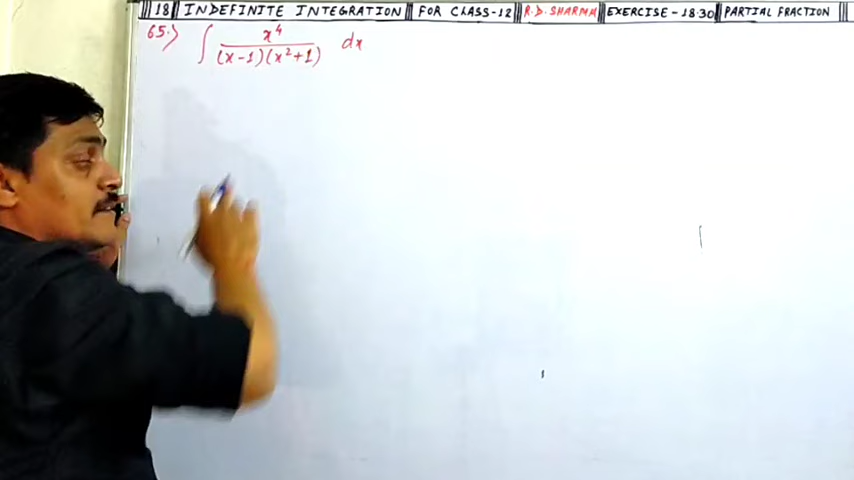 18 INDEFINITE INTEGRATION FOR CLASS-12 R.D. SHARMA EXERCISE-18.30 PARTIAL FRACTION
65.) ∫ x⁴ / (x-1)(x²+1) dx